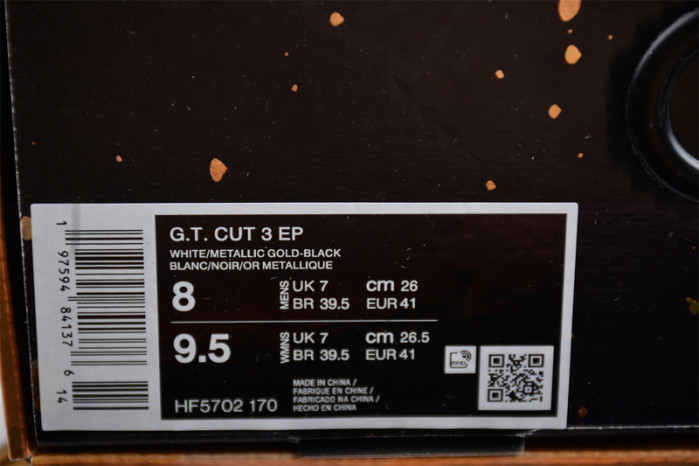 G.T. CUT 3 EP
WHITE/METALLIC GOLD-BLACK
BLANC/NOIR/OR METALLIQUE
8 MENS UK 7 cm 26
BR 39.5 EUR 41
9.5 WMNS UK 7 cm 26.5
BR 39.5 EUR 41
HF5702 170
MADE IN CHINA /
FABRIQUE EN CHINE /
FABRICADO NA CHINA /
HECHO EN CHINA
1 97594 84137 6 14